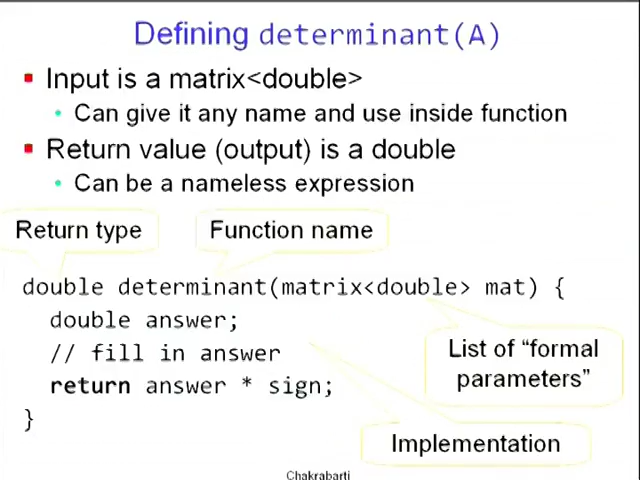 Defining determinant(A)
Input is a matrix<double>
Can give it any name and use inside function
Return value (output) is a double
Can be a nameless expression
Return type
Function name
double determinant(matrix<double> mat) {
double answer;
// fill in answer
return answer * sign;
}
List of “formal
parameters”
Implementation
Chakrabarti